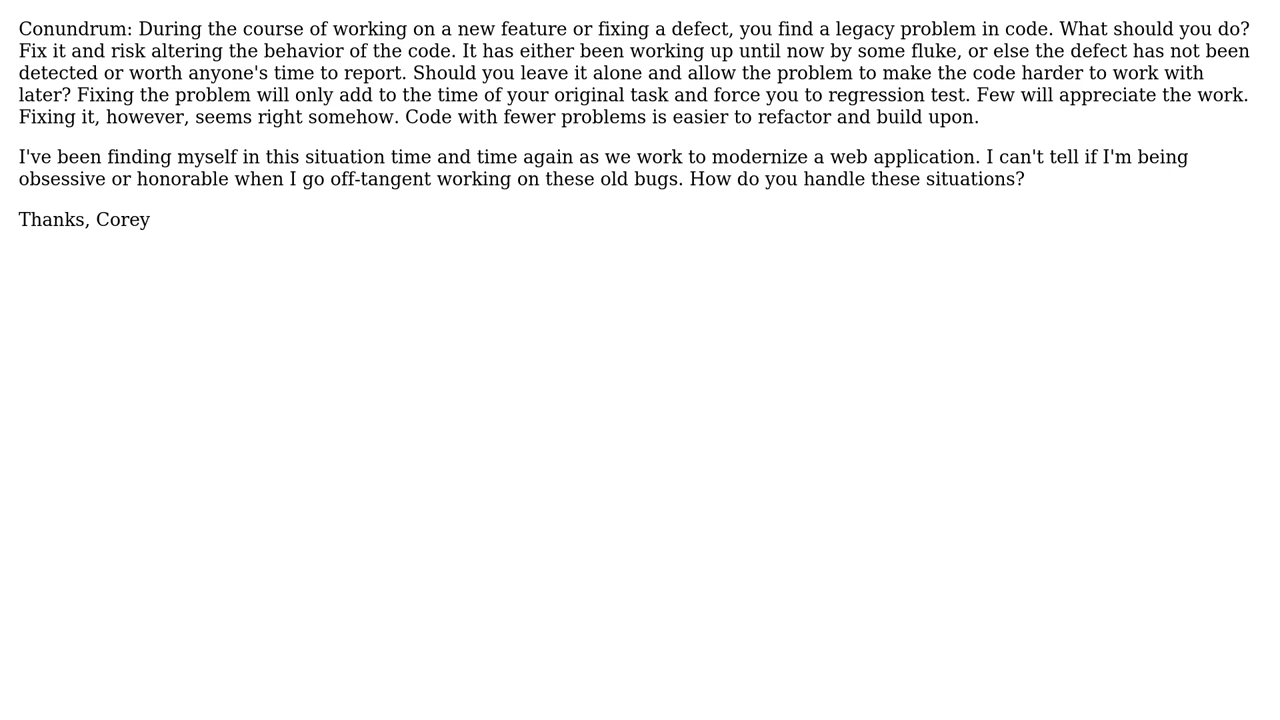 Conundrum: During the course of working on a new feature or fixing a defect, you find a legacy problem in code. What should you do?
Fix it and risk altering the behavior of the code. It has either been working up until now by some fluke, or else the defect has not been
detected or worth anyone's time to report. Should you leave it alone and allow the problem to make the code harder to work with
later? Fixing the problem will only add to the time of your original task and force you to regression test. Few will appreciate the work.
Fixing it, however, seems right somehow. Code with fewer problems is easier to refactor and build upon.
I've been finding myself in this situation time and time again as we work to modernize a web application. I can't tell if I'm being
obsessive or honorable when I go off-tangent working on these old bugs. How do you handle these situations?
Thanks, Corey